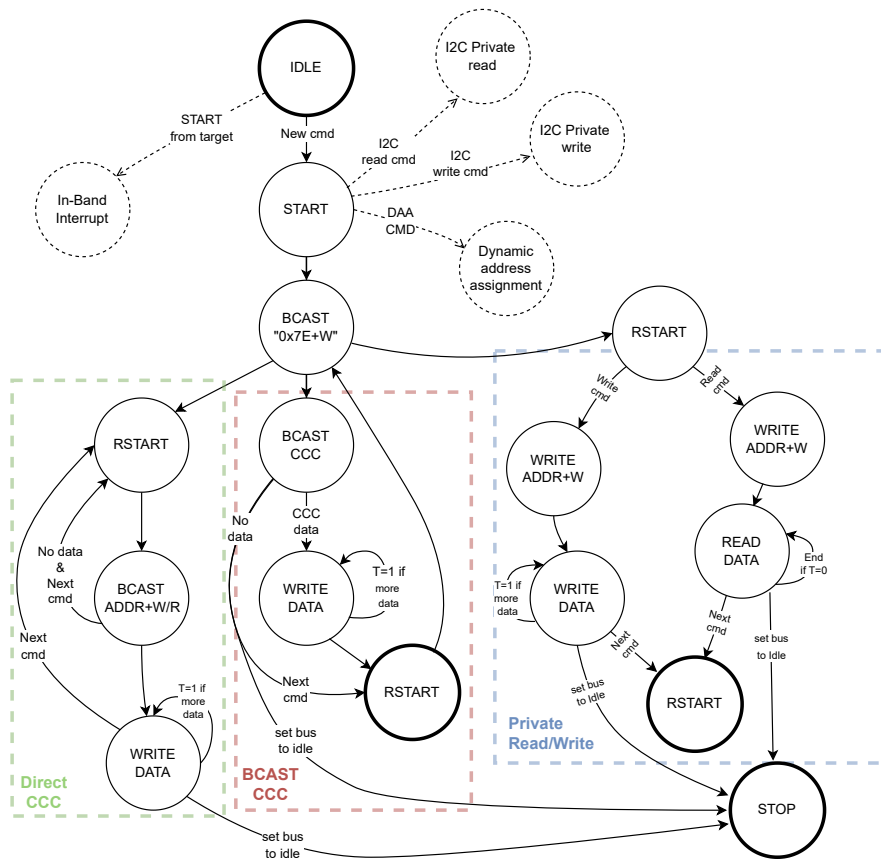 IDLE
I2C Private
read
START
from target
New cmd
I2C
read cmd
I2C Private
write
I2C
write cmd
In-Band
Interrupt
START
DAA
CMD
Dynamic
address
assignment
BCAST
"0x7E+W"
RSTART
Write
cmd
Read
cmd
RSTART
BCAST
CCC
WRITE
ADDR+W
WRITE
ADDR+W
No
data
CCC
data
No data
&
Next
cmd
BCAST
ADDR+W/R
WRITE
DATA
T=1 if
more
data
T=1 if
more
data
WRITE
DATA
READ
DATA
End
if T=0
Next
cmd
Next
cmd
Next
cmd
set bus
to Idle
set bus
to Idle
Next
cmd
RSTART
RSTART
T=1 if
more
data
WRITE
DATA
set bus
to idle
Private
Read/Write
Direct
CCC
BCAST
CCC
STOP
set bus
to idle